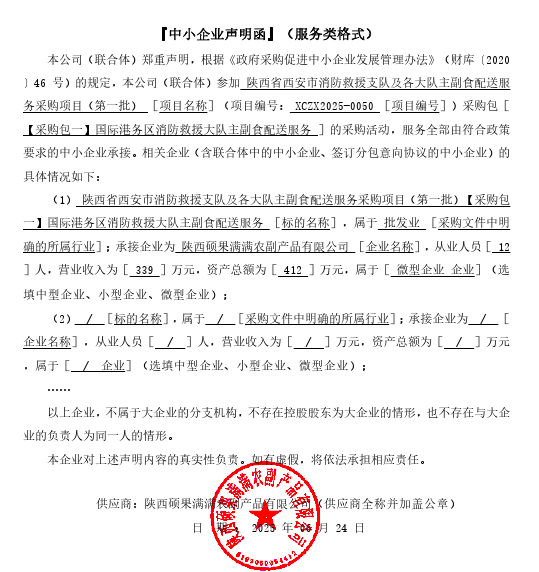 『中小企业声明函』（服务类格式）
本公司（联合体）郑重声明，根据《政府采购促进中小企业发展管理办法》（财库〔2020
〕46 号）的规定，本公司（联合体）参加 陕西省西安市消防救援支队及各大队主副食配送服
务采购项目（第一批） [项目名称]（项目编号： XCZX2025-0050 [项目编号]）采购包 [
【采购包一】国际港务区消防救援大队主副食配送服务 ] 的采购活动，服务全部由符合政策
要求的中小企业承接。相关企业（含联合体中的中小企业、签订分包意向协议的中小企业）的
具体情况如下：
（1） 陕西省西安市消防救援支队及各大队主副食配送服务采购项目（第一批）【采购包
一】国际港务区消防救援大队主副食配送服务 [标的名称]，属于 批发业 [采购文件中明
确的所属行业]；承接企业为 陕西硕果满满农副产品有限公司 [企业名称]，从业人员 [ 12
] 人，营业收入为 [ 339 ] 万元，资产总额为 [ 412 ] 万元，属于 [ 微型企业 企业]（选
填中型企业、小型企业、微型企业）；
（2） / [标的名称]，属于 / [采购文件中明确的所属行业]；承接企业为 / [
企业名称]，从业人员 [ / ] 人，营业收入为 [ / ] 万元，资产总额为 [ / ] 万元
，属于 [ / 企业]（选填中型企业、小型企业、微型企业）；
……
以上企业，不属于大企业的分支机构，不存在控股股东为大企业的情形，也不存在与大企
业的负责人为同一人的情形。
本企业对上述声明内容的真实性负责。如有虚假，将依法承担相应责任。
供应商：陕西硕果满满农副产品有限公司（供应商全称并加盖公章）
日 期： 2025 年 月 24 日
陕西硕果满满农副产品有限公司